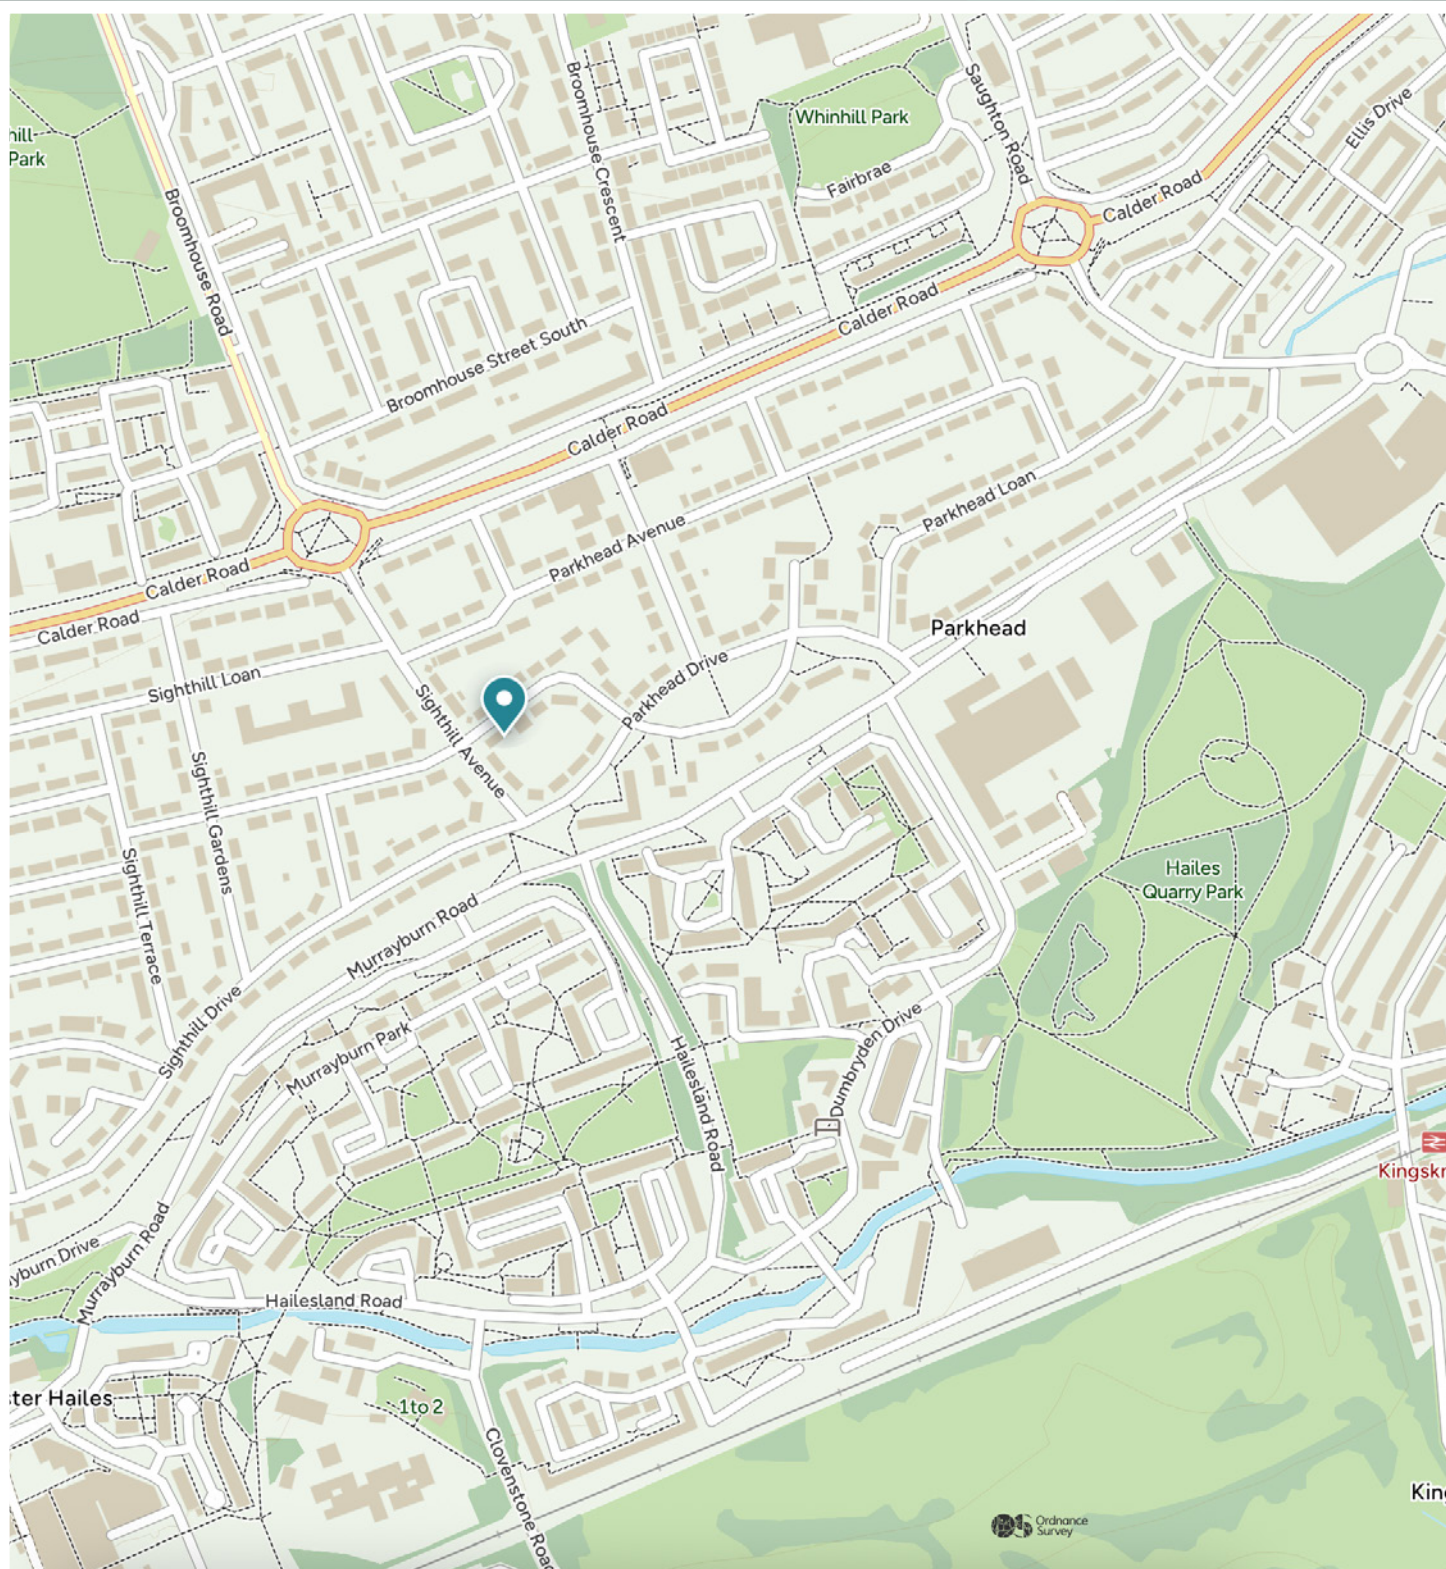 Broomhouse Crescent
Saughton Road
Ellis Drive
hill
Park
Whinhill Park
Fairbrae
Calder Road
Broomhouse Road
Calder Road
Broomhouse Street South
Calder Road
Parkhead Loan
Parkhead Avenue
Calder Road
Calder Road
Parkhead
Sighthill Loan
Parkhead Drive
Sighthill Avenue
Sighthill Gardens
Sighthill Terrace
Hailes
Quarry Park
Murrayburn Road
Sighthill Drive
Murrayburn Park
Dumbryden Drive
Hailesland Road
Kingskn
yburn Drive
Murrayburn Road
Hailesland Road
ster Hailes
1 to 2
Clovenstone Road
King
OS Ordnance
Survey